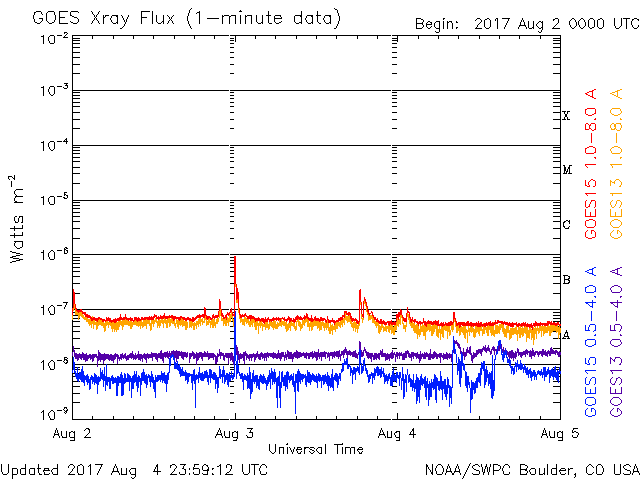 GOES Xray Flux (1-minute data)
Begin: 2017 Aug 2 0000 UTC
Watts m⁻²
10⁻²
10⁻³
10⁻⁴
10⁻⁵
10⁻⁶
10⁻⁷
10⁻⁸
10⁻⁹
X
M
C
B
A
GOES15 1.0-8.0 A
GOES13 1.0-8.0 A
GOES15 0.5-4.0 A
GOES13 0.5-4.0 A
Aug 2
Aug 3
Aug 4
Aug 5
Universal Time
Updated 2017 Aug 4 23:59:12 UTC
NOAA/SWPC Boulder, CO USA